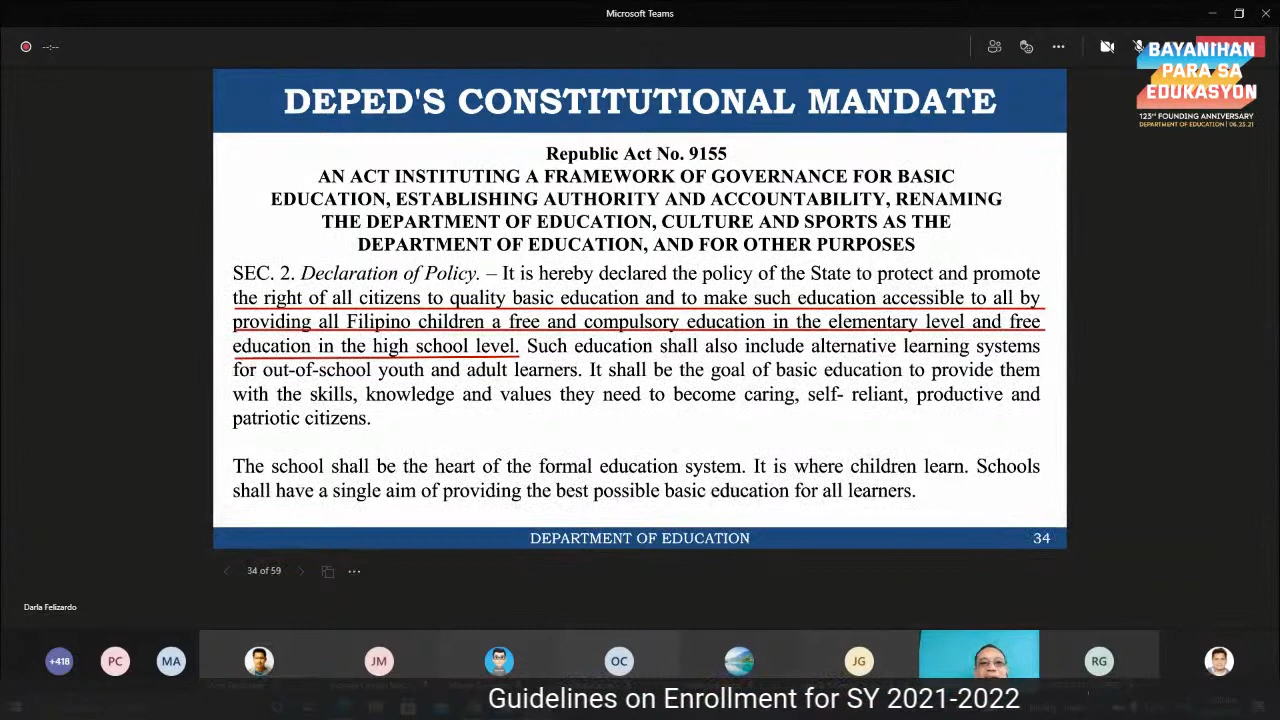 Microsoft Teams
--:--
BAYANIHAN
PARA SA
EDUKASYON
123rd FOUNDING ANNIVERSARY
DEPARTMENT OF EDUCATION | 06.23.21
DEPED'S CONSTITUTIONAL MANDATE
Republic Act No. 9155
AN ACT INSTITUTING A FRAMEWORK OF GOVERNANCE FOR BASIC
EDUCATION, ESTABLISHING AUTHORITY AND ACCOUNTABILITY, RENAMING
THE DEPARTMENT OF EDUCATION, CULTURE AND SPORTS AS THE
DEPARTMENT OF EDUCATION, AND FOR OTHER PURPOSES
SEC. 2. Declaration of Policy. – It is hereby declared the policy of the State to protect and promote
the right of all citizens to quality basic education and to make such education accessible to all by
providing all Filipino children a free and compulsory education in the elementary level and free
education in the high school level. Such education shall also include alternative learning systems
for out-of-school youth and adult learners. It shall be the goal of basic education to provide them
with the skills, knowledge and values they need to become caring, self- reliant, productive and
patriotic citizens.
The school shall be the heart of the formal education system. It is where children learn. Schools
shall have a single aim of providing the best possible basic education for all learners.
DEPARTMENT OF EDUCATION 34
34 of 59
Darla Felizardo
+418 PC MA JM OC JG RG
Guidelines on Enrollment for SY 2021-2022